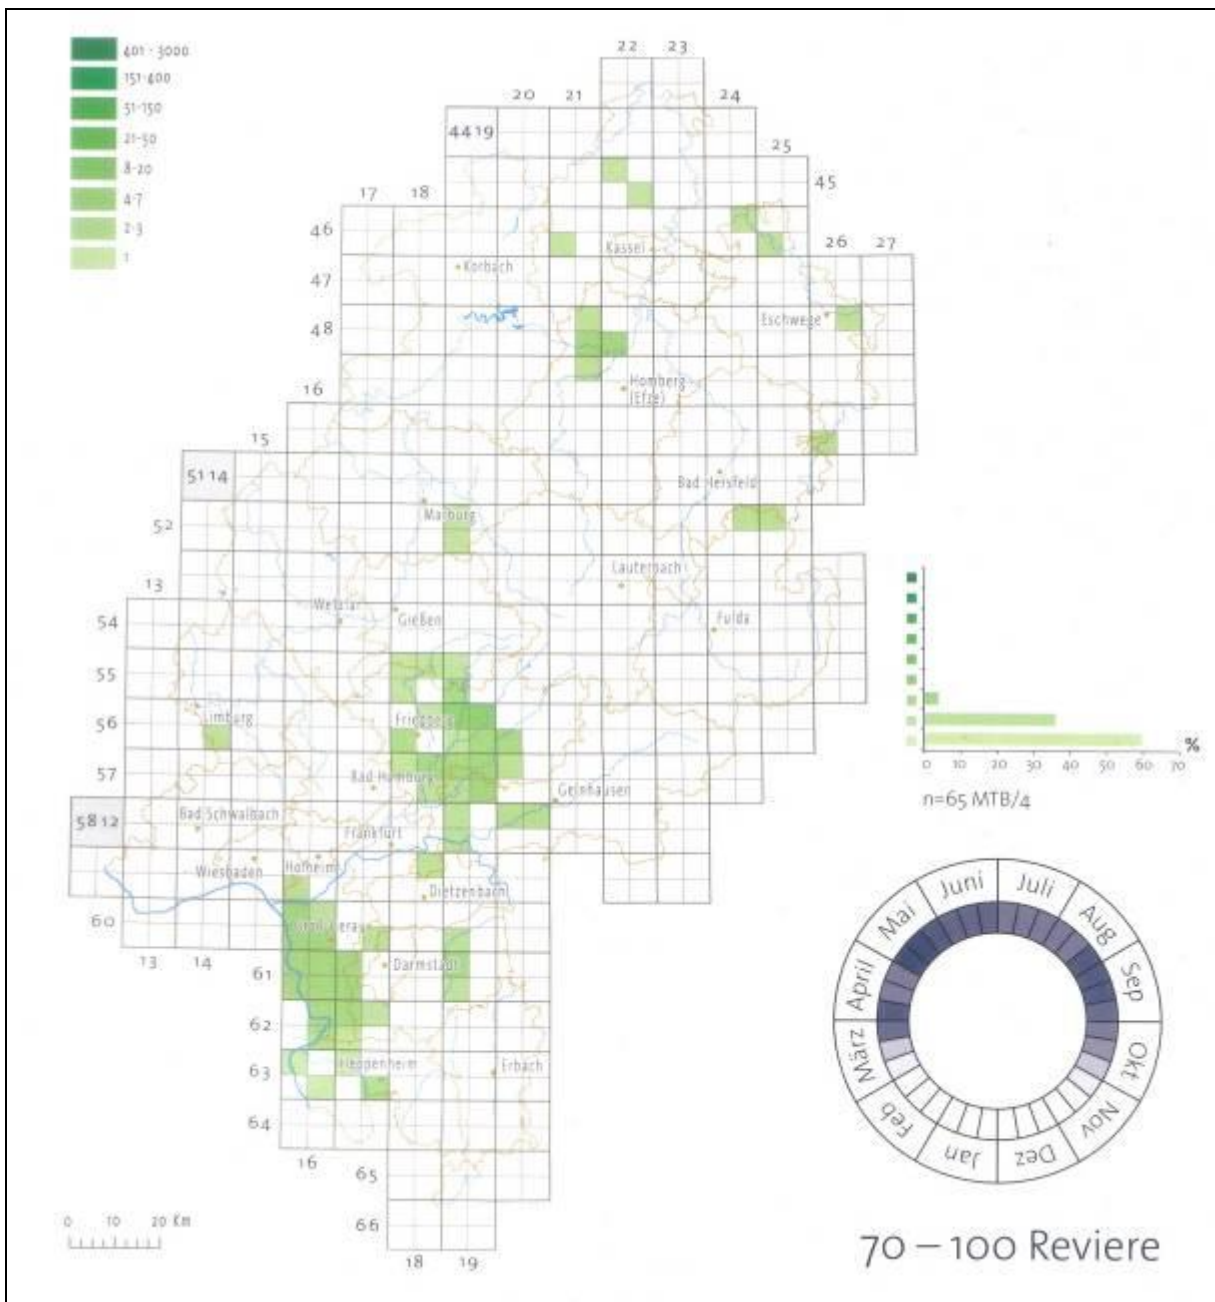 401 - 3000
151-400
51-150
21-50
8-20
4-7
2-3
1
22 23
20 21 24
4419
25
45
17 18
46
Kassel
26 27
Korbach
47
Eschwege
48
Homberg
(Efze)
16
15
5114
Bad Hersfeld
Marburg
52
Lauterbach
13
Wetzlar
Gießen
Fulda
54
55
56
Limburg
Friedberg
57
Bad Homburg
Gelnhausen
5812
Bad Schwalbach
Frankfurt
Wiesbaden
Hofheim
Dietzenbach
60
13 14
61
Darmstadt
62
63
Heppenheim
Erbach
64
16
65
66
18 19
0 10 20 Km
%
0 10 20 30 40 50 60 70
n=65 MTB/4
Jan
Feb
März
April
Mai
Juni
Juli
Aug
Sep
Okt
Nov
Dez
70 – 100 Reviere